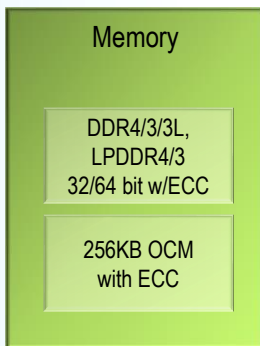 Memory
DDR4/3/3L,
LPDDR4/3
32/64 bit w/ECC
256KB OCM
with ECC